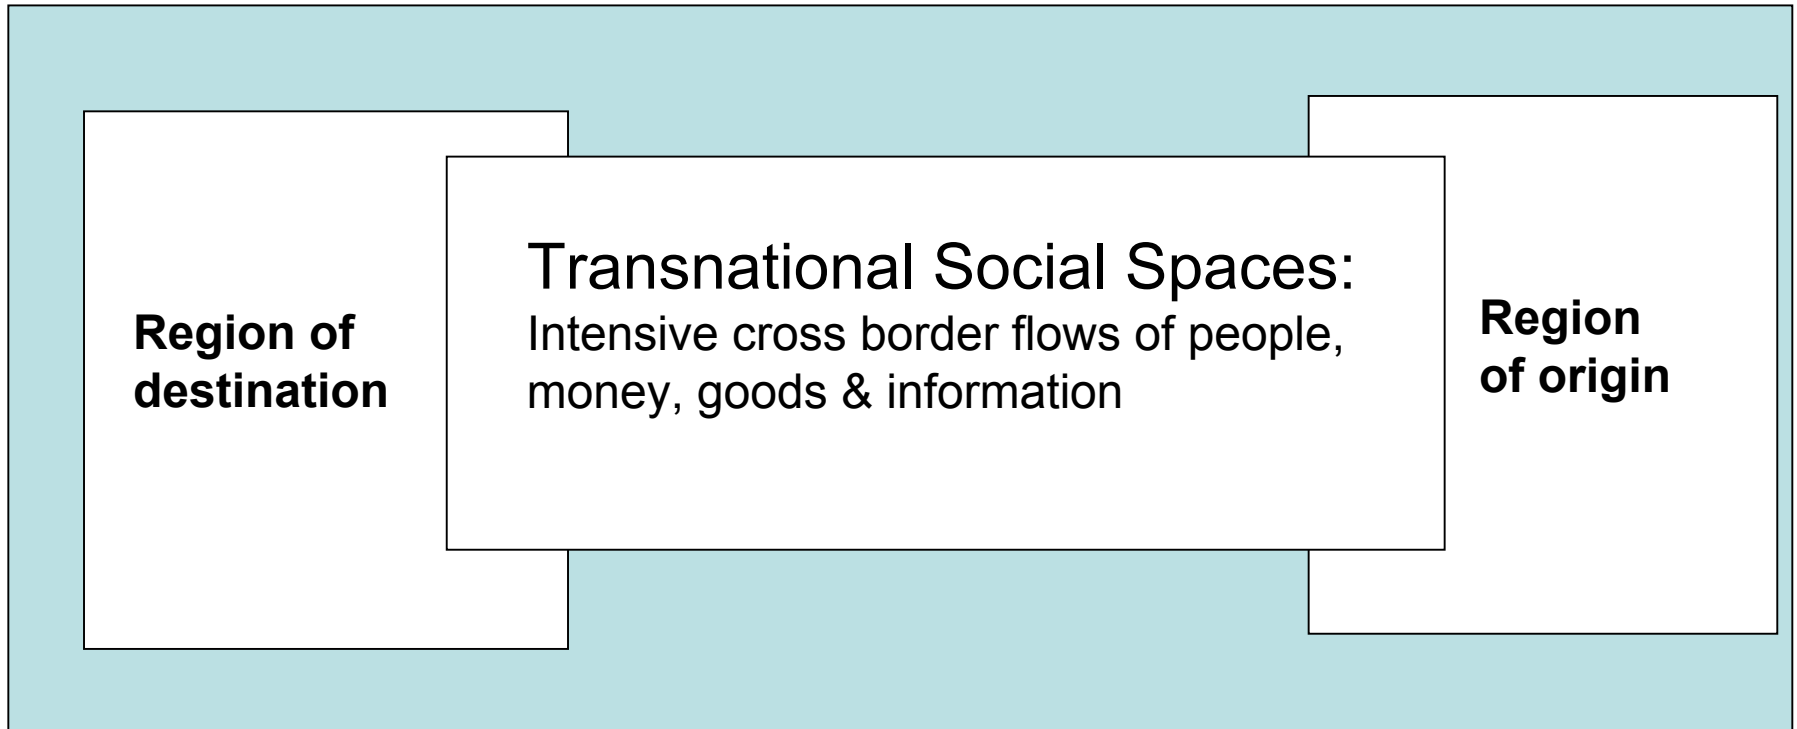 Region of
destination
Transnational Social Spaces:
Intensive cross border flows of people,
money, goods & information
Region
of origin